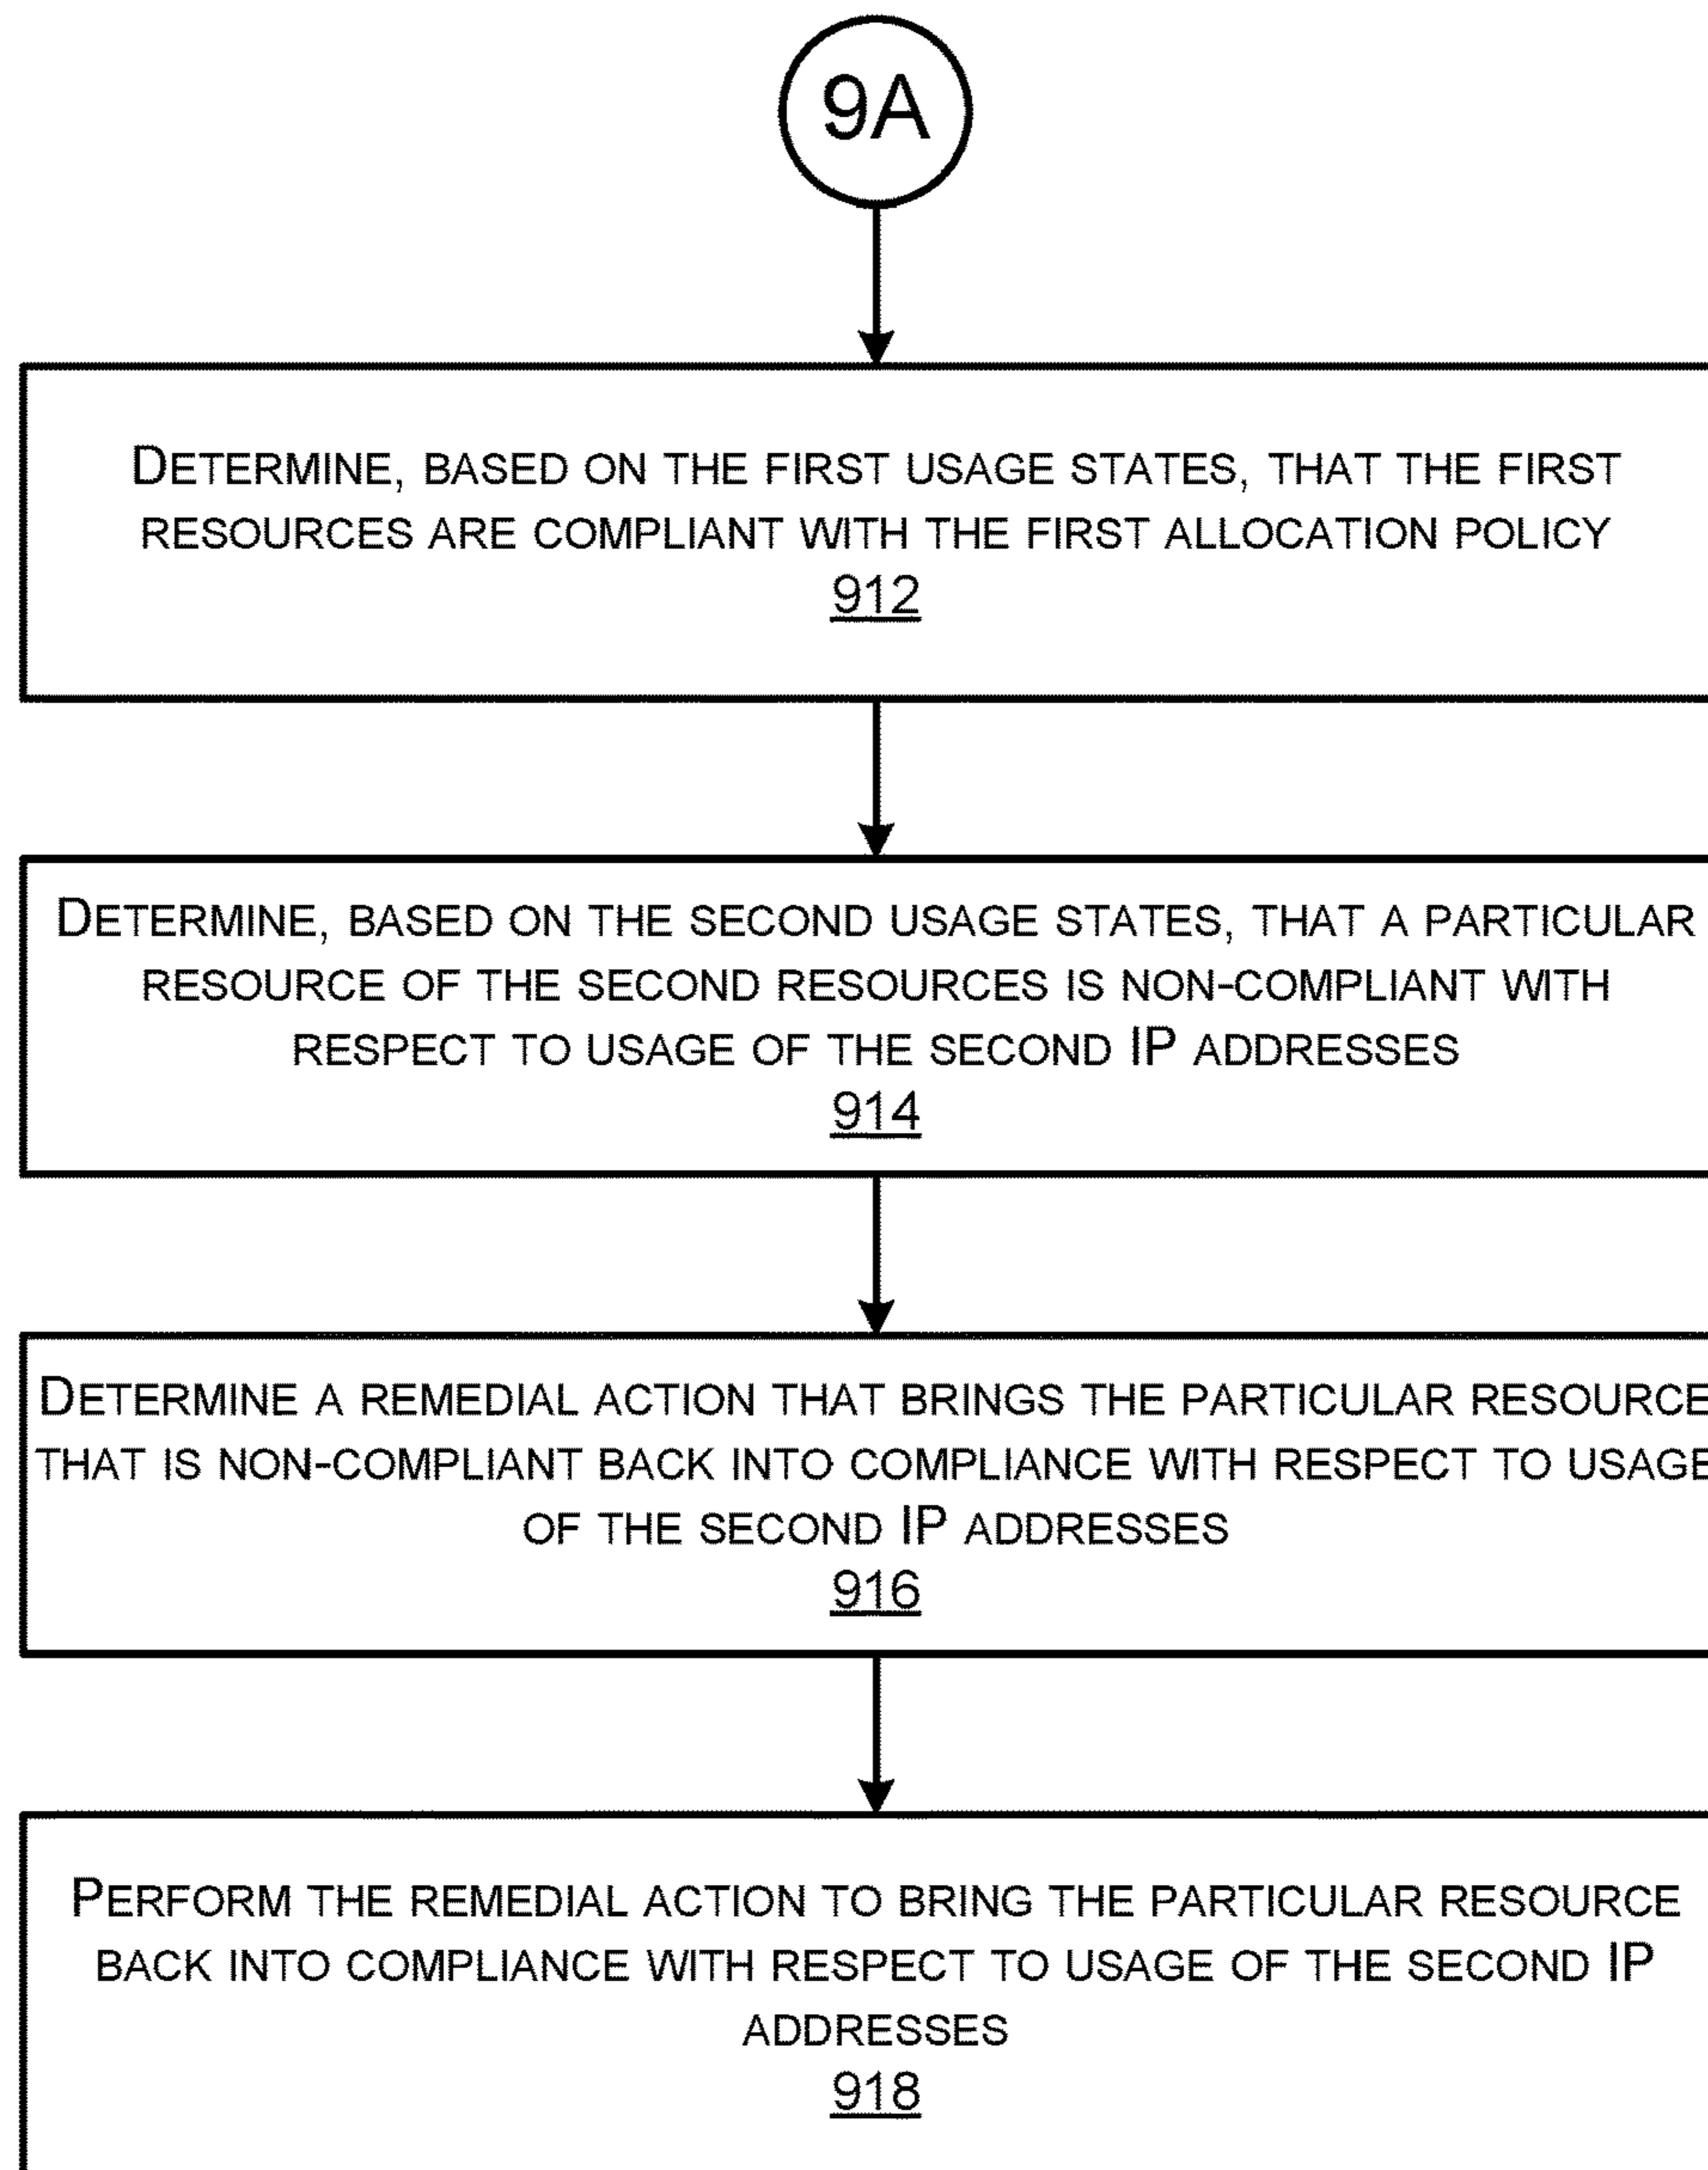 9A
DETERMINE, BASED ON THE FIRST USAGE STATES, THAT THE FIRST
RESOURCES ARE COMPLIANT WITH THE FIRST ALLOCATION POLICY
912
DETERMINE, BASED ON THE SECOND USAGE STATES, THAT A PARTICULAR
RESOURCE OF THE SECOND RESOURCES IS NON-COMPLIANT WITH
RESPECT TO USAGE OF THE SECOND IP ADDRESSES
914
DETERMINE A REMEDIAL ACTION THAT BRINGS THE PARTICULAR RESOURCE
THAT IS NON-COMPLIANT BACK INTO COMPLIANCE WITH RESPECT TO USAGE
OF THE SECOND IP ADDRESSES
916
PERFORM THE REMEDIAL ACTION TO BRING THE PARTICULAR RESOURCE
BACK INTO COMPLIANCE WITH RESPECT TO USAGE OF THE SECOND IP
ADDRESSES
918